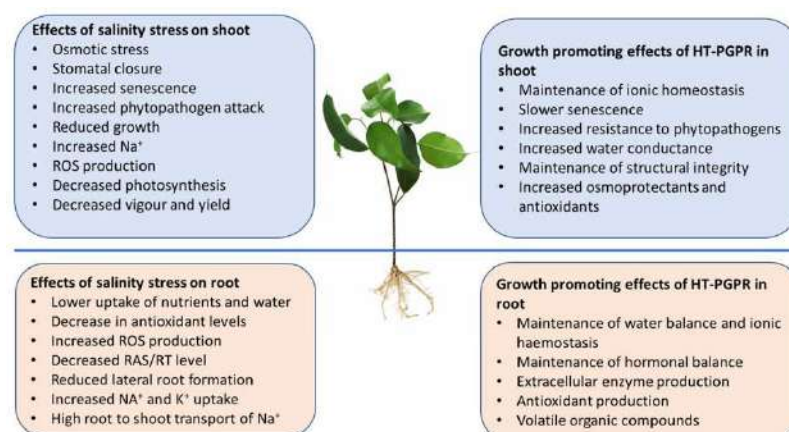 Effects of salinity stress on shoot
• Osmotic stress
• Stomatal closure
• Increased senescence
• Increased phytopathogen attack
• Reduced growth
• Increased Na⁺
• ROS production
• Decreased photosynthesis
• Decreased vigour and yield
Growth promoting effects of HT-PGPR in
shoot
• Maintenance of ionic homeostasis
• Slower senescence
• Increased resistance to phytopathogens
• Increased water conductance
• Maintenance of structural integrity
• Increased osmoprotectants and
antioxidants
Effects of salinity stress on root
• Lower uptake of nutrients and water
• Decrease in antioxidant levels
• Increased ROS production
• Decreased RAS/RT level
• Reduced lateral root formation
• Increased NA⁺ and K⁺ uptake
• High root to shoot transport of Na⁺
Growth promoting effects of HT-PGPR in
root
• Maintenance of water balance and ionic
haemostasis
• Maintenance of hormonal balance
• Extracellular enzyme production
• Antioxidant production
• Volatile organic compounds